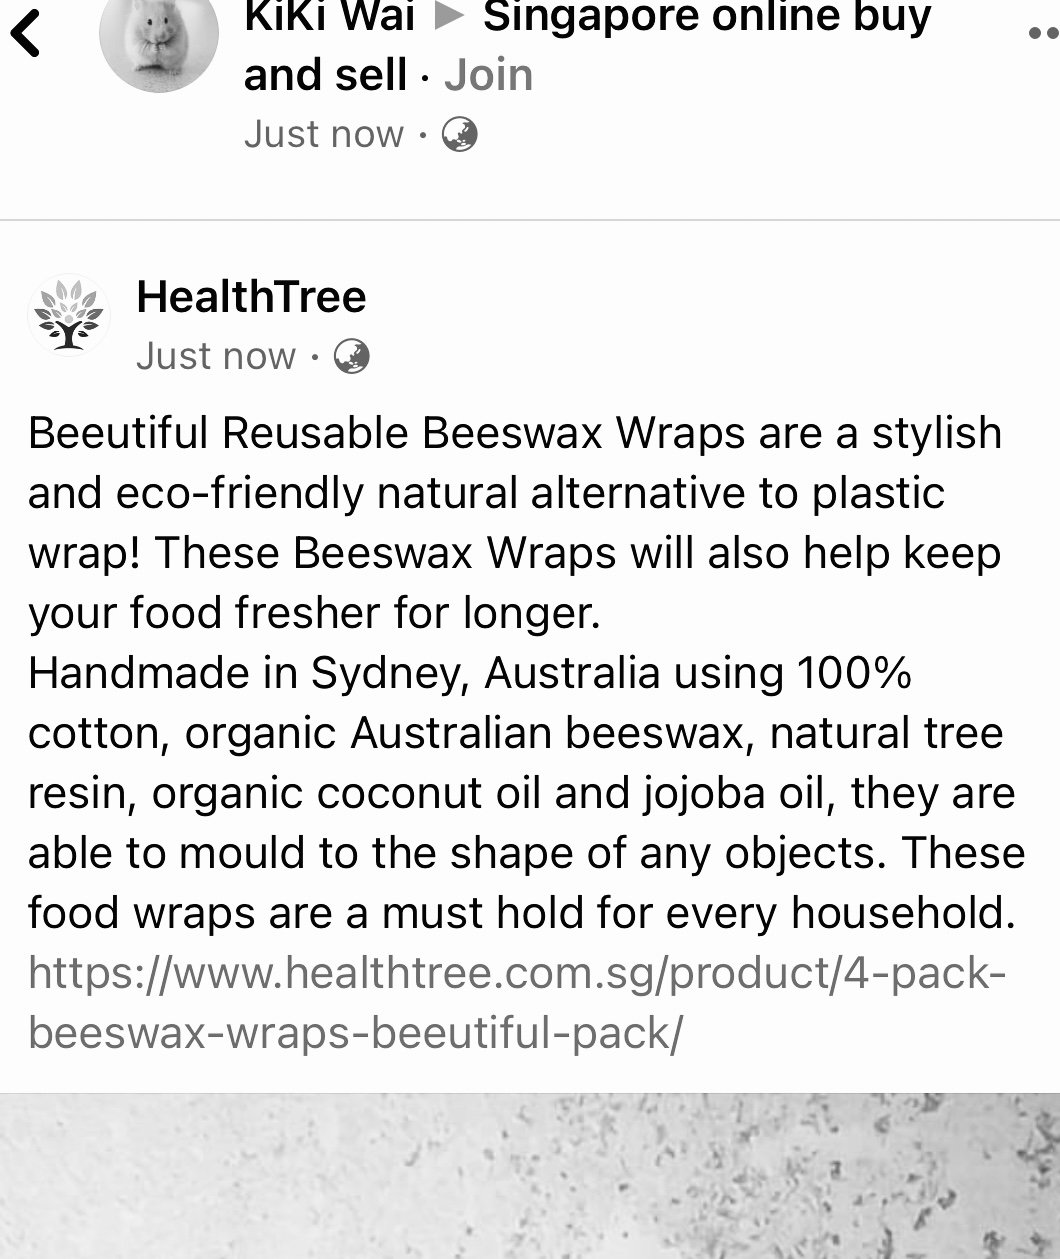 KiKi Wai ▶ Singapore online buy
and sell · Join
Just now ·
HealthTree
Just now ·
Beeutiful Reusable Beeswax Wraps are a stylish
and eco-friendly natural alternative to plastic
wrap! These Beeswax Wraps will also help keep
your food fresher for longer.
Handmade in Sydney, Australia using 100%
cotton, organic Australian beeswax, natural tree
resin, organic coconut oil and jojoba oil, they are
able to mould to the shape of any objects. These
food wraps are a must hold for every household.
https://www.healthtree.com.sg/product/4-pack-
beeswax-wraps-beeutiful-pack/